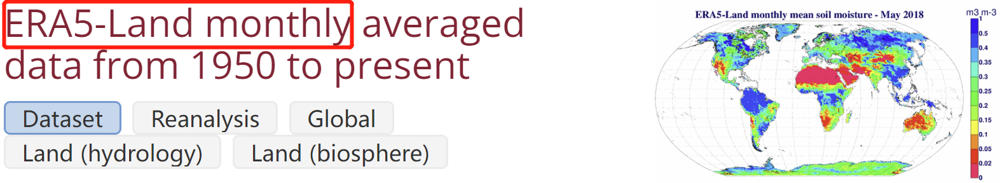 ERA5-Land monthly averaged
data from 1950 to present
Dataset Reanalysis Global
Land (hydrology) Land (biosphere)
ERA5-Land monthly mean soil moisture - May 2018
m3 m-3
1
0.5
0.4
0.35
0.3
0.25
0.2
0.15
0.1
0.05
0.02
0